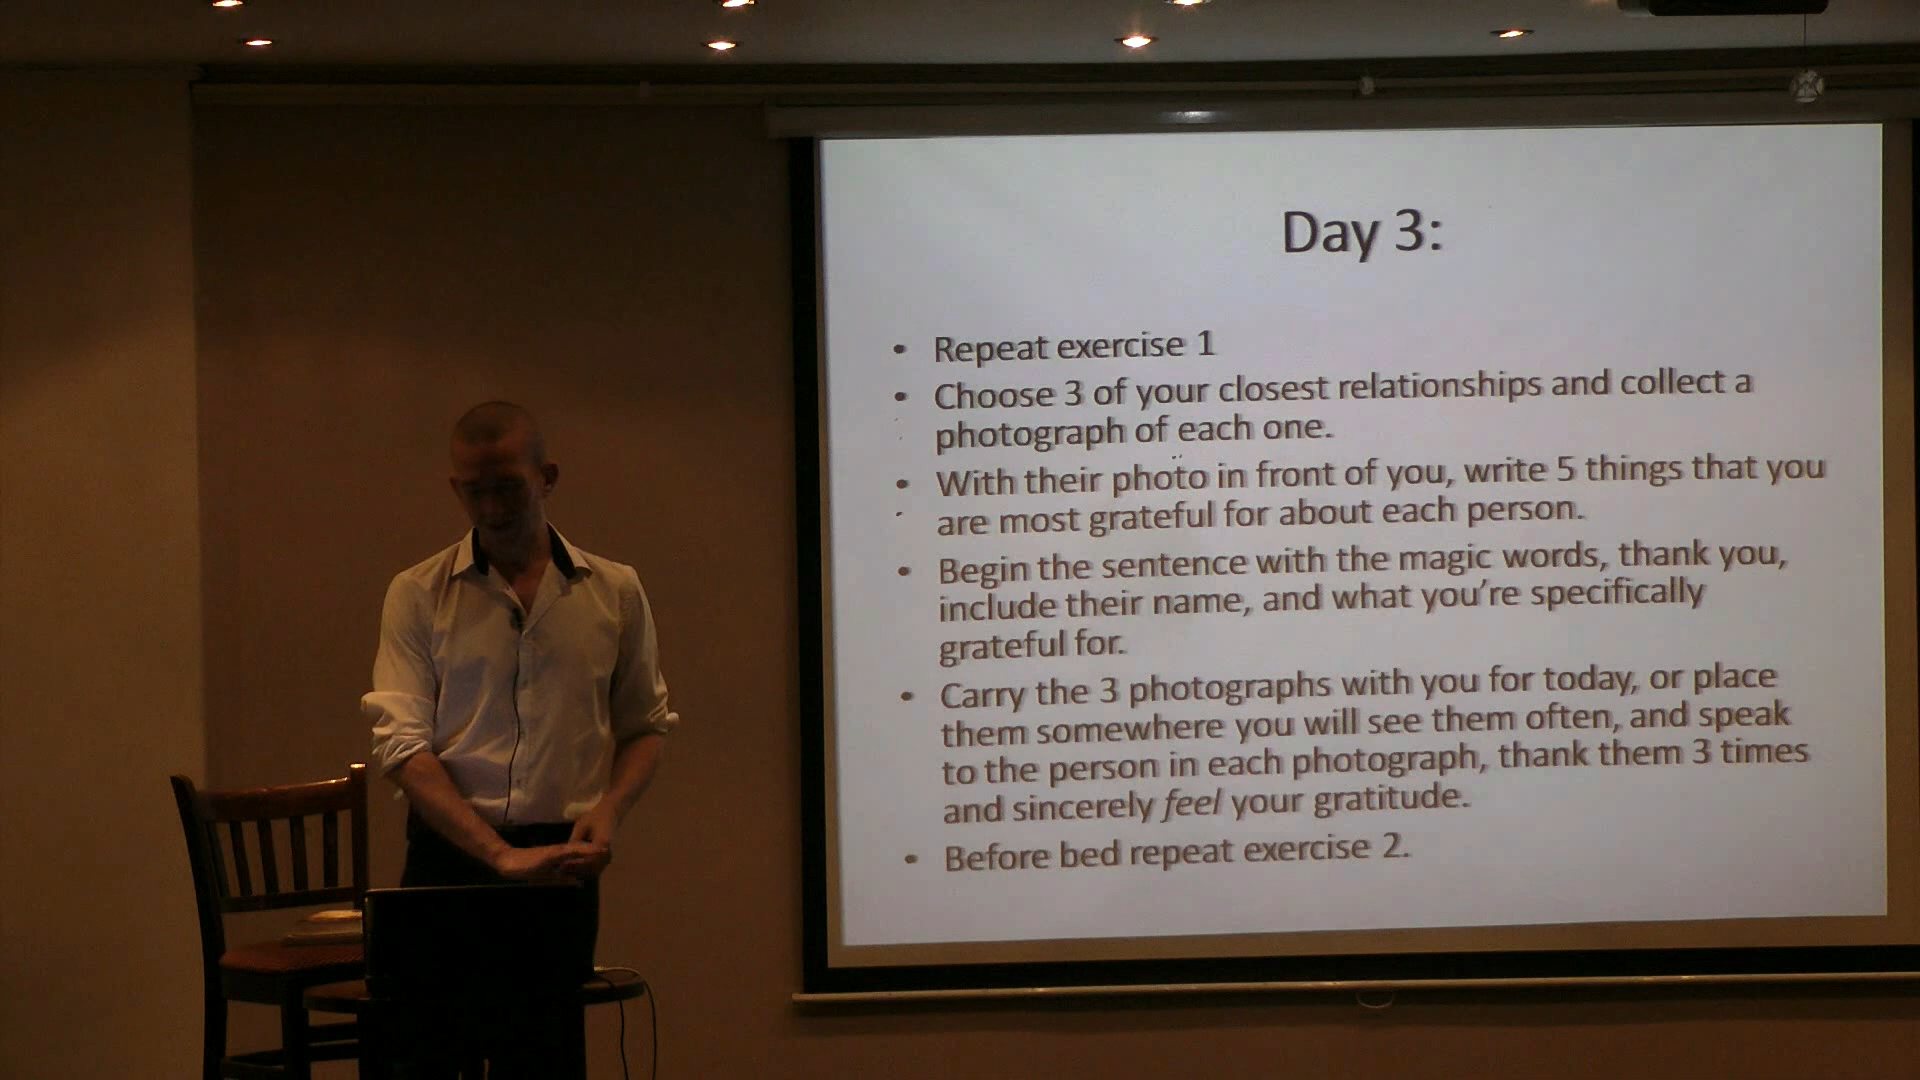 Day 3:
• Repeat exercise 1
• Choose 3 of your closest relationships and collect a
photograph of each one.
• With their photo in front of you, write 5 things that you
are most grateful for about each person.
• Begin the sentence with the magic words, thank you,
include their name, and what you're specifically
grateful for.
• Carry the 3 photographs with you for today, or place
them somewhere you will see them often, and speak
to the person in each photograph, thank them 3 times
and sincerely feel your gratitude.
• Before bed repeat exercise 2.